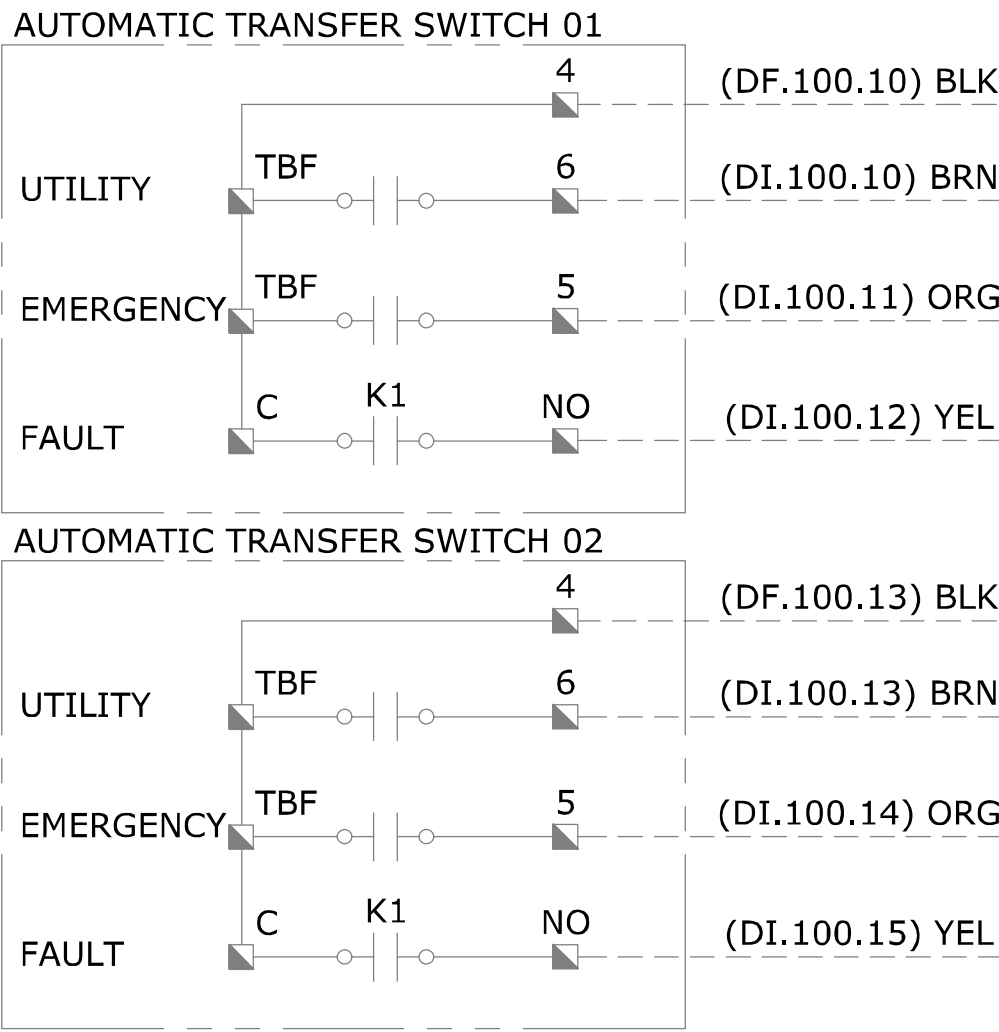 AUTOMATIC TRANSFER SWITCH 01
4 (DF.100.10) BLK
UTILITY TBF 6 (DI.100.10) BRN
EMERGENCY TBF 5 (DI.100.11) ORG
FAULT C K1 NO (DI.100.12) YEL
AUTOMATIC TRANSFER SWITCH 02
4 (DF.100.13) BLK
UTILITY TBF 6 (DI.100.13) BRN
EMERGENCY TBF 5 (DI.100.14) ORG
FAULT C K1 NO (DI.100.15) YEL